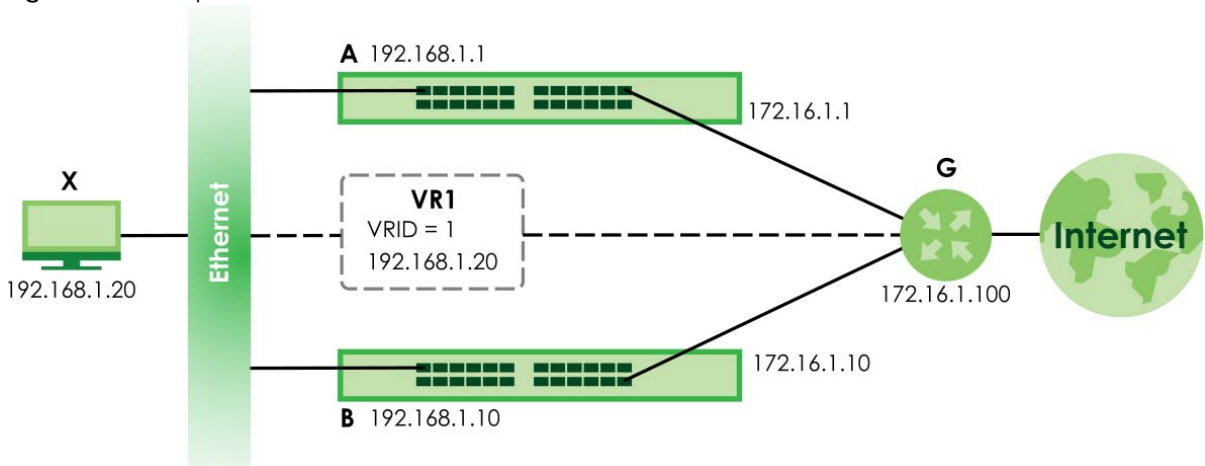 A 192.168.1.1
172.16.1.1
X
192.168.1.20
Ethernet
VR1
VRID = 1
192.168.1.20
G
172.16.1.100
Internet
172.16.1.10
B 192.168.1.10